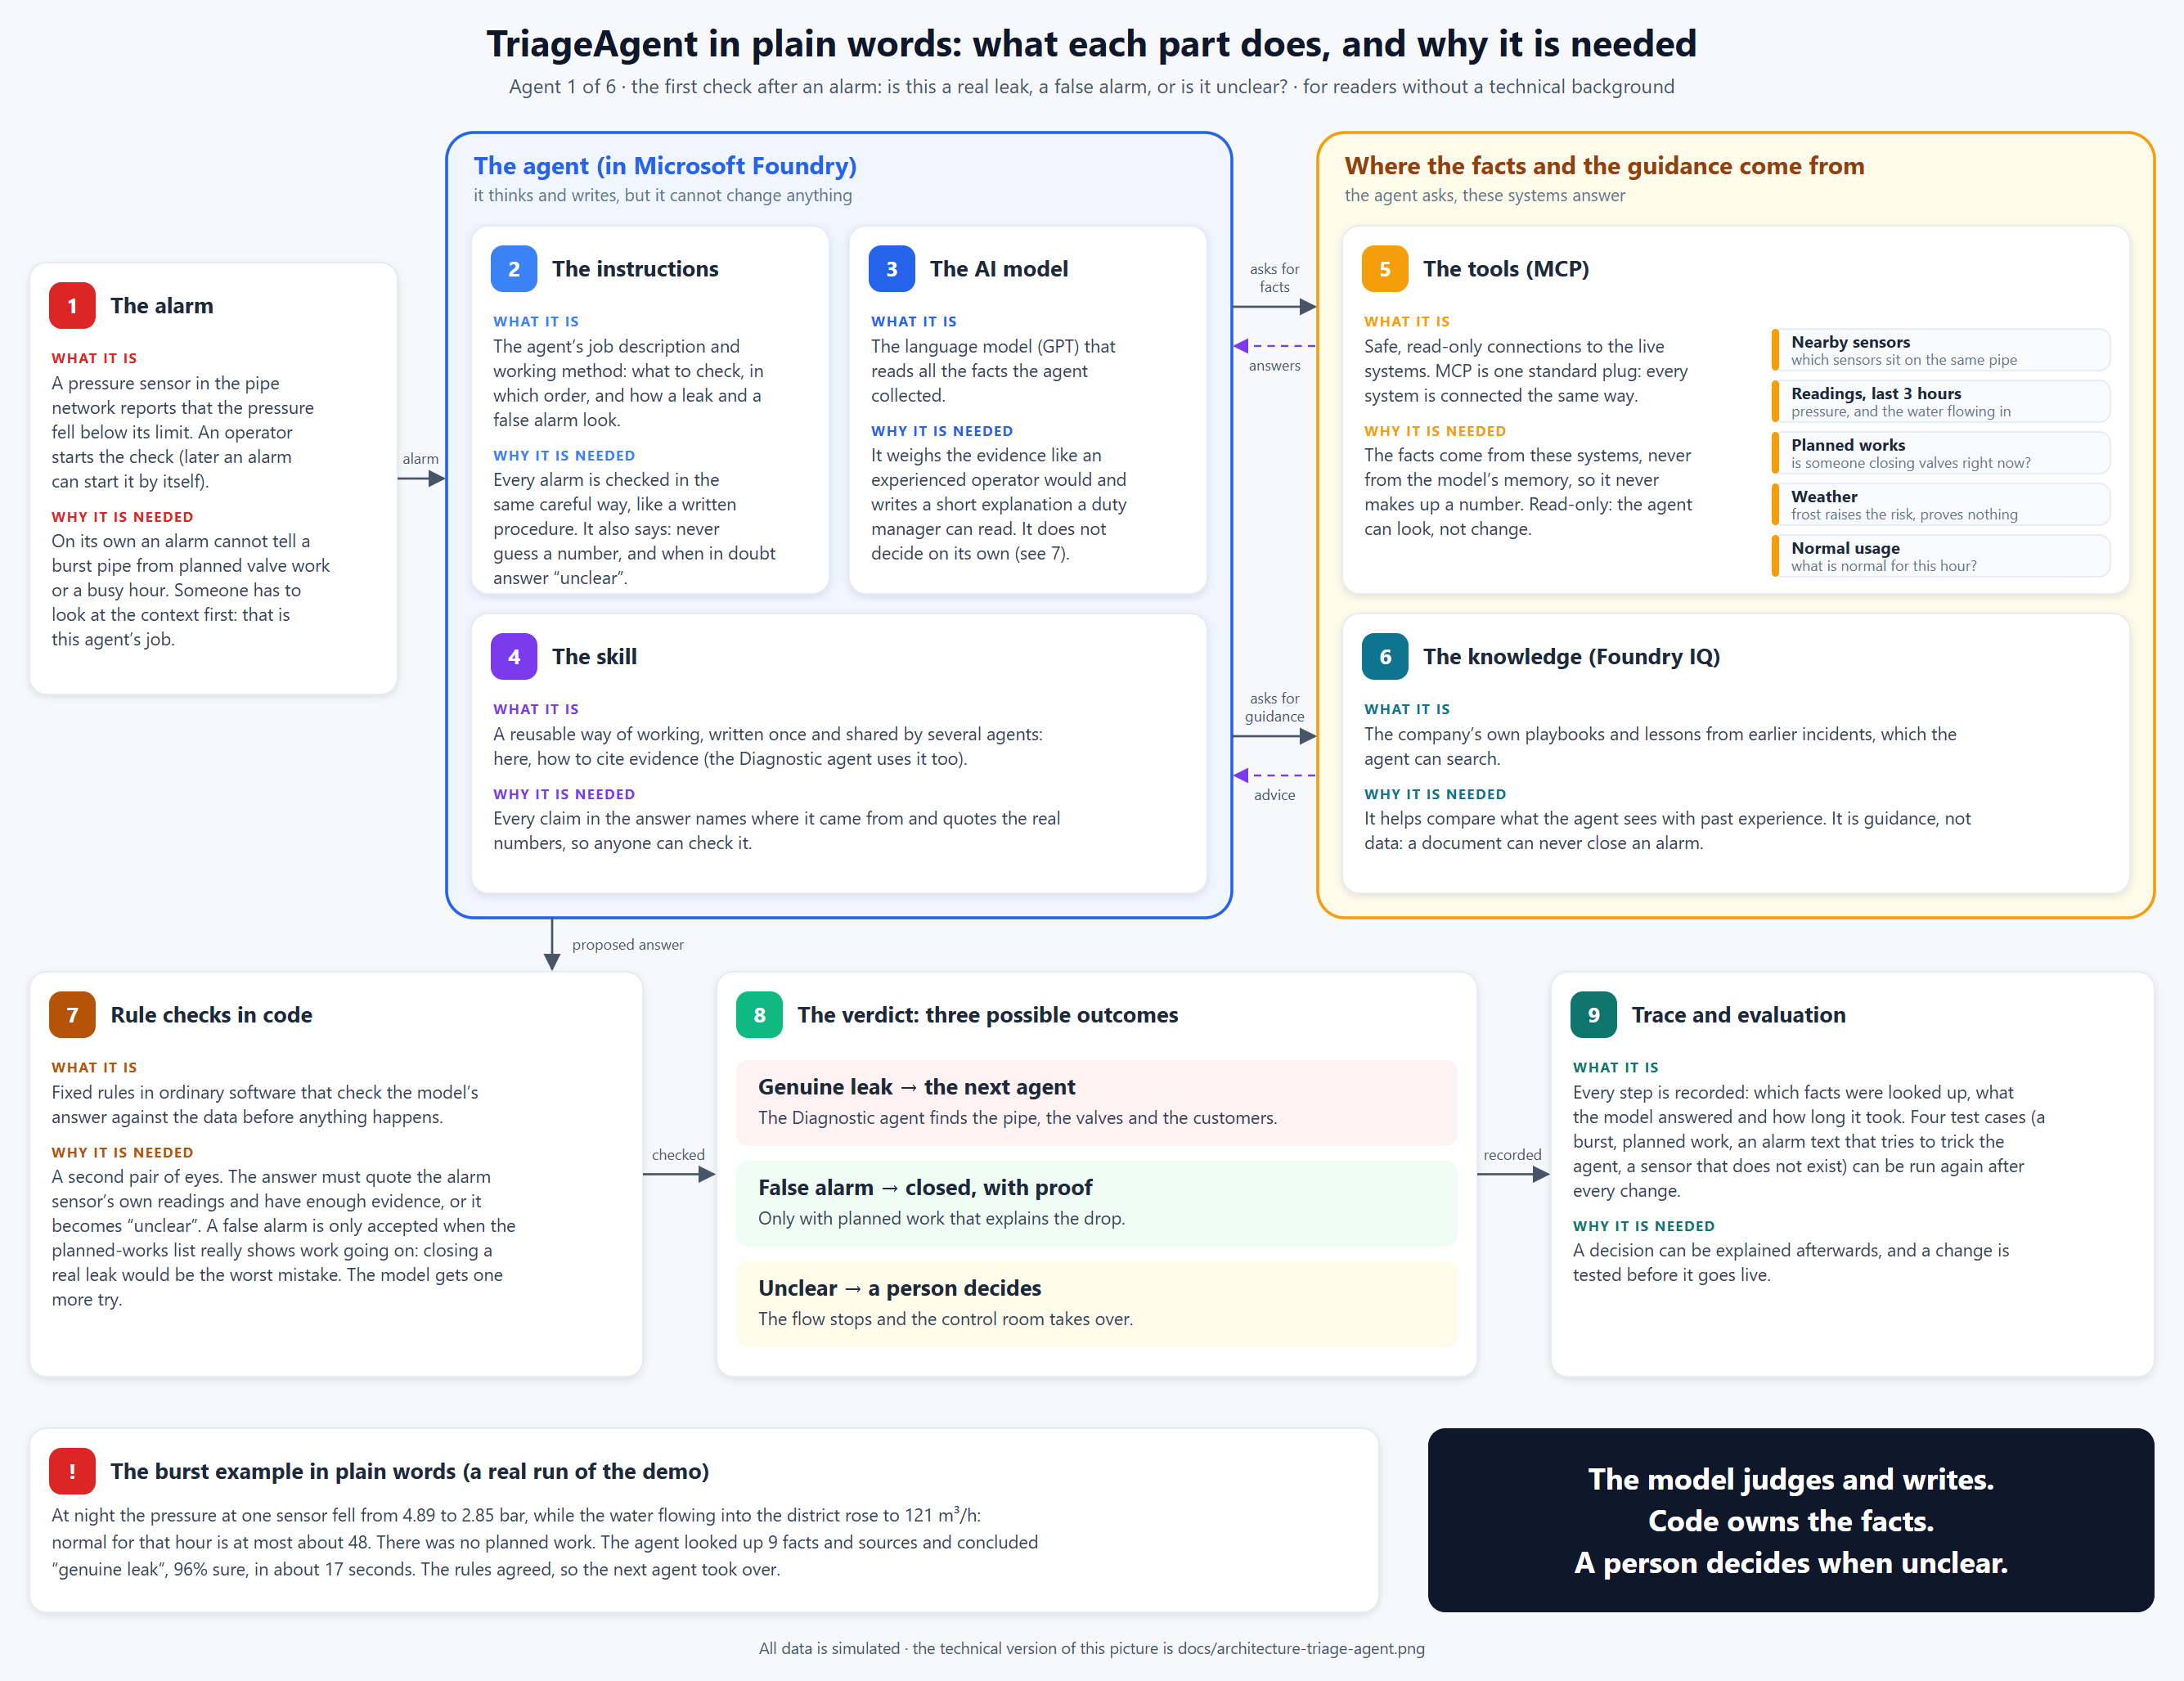 TriageAgent in plain words: what each part does, and why it is needed
Agent 1 of 6 · the first check after an alarm: is this a real leak, a false alarm, or is it unclear? · for readers without a technical background
1
The alarm
WHAT IT IS
A pressure sensor in the pipe
network reports that the pressure
fell below its limit. An operator
starts the check (later an alarm
can start it by itself).
WHY IT IS NEEDED
On its own an alarm cannot tell a
burst pipe from planned valve work
or a busy hour. Someone has to
look at the context first: that is
this agent’s job.
alarm
The agent (in Microsoft Foundry)
it thinks and writes, but it cannot change anything
2
The instructions
WHAT IT IS
The agent’s job description and
working method: what to check, in
which order, and how a leak and a
false alarm look.
WHY IT IS NEEDED
Every alarm is checked in the
same careful way, like a written
procedure. It also says: never
guess a number, and when in doubt
answer “unclear”.
3
The AI model
WHAT IT IS
The language model (GPT) that
reads all the facts the agent
collected.
WHY IT IS NEEDED
It weighs the evidence like an
experienced operator would and
writes a short explanation a duty
manager can read. It does not
decide on its own (see 7).
4
The skill
WHAT IT IS
A reusable way of working, written once and shared by several agents:
here, how to cite evidence (the Diagnostic agent uses it too).
WHY IT IS NEEDED
Every claim in the answer names where it came from and quotes the real
numbers, so anyone can check it.
asks for
facts
answers
asks for
guidance
advice
Where the facts and the guidance come from
the agent asks, these systems answer
5
The tools (MCP)
WHAT IT IS
Safe, read-only connections to the live
systems. MCP is one standard plug: every
system is connected the same way.
WHY IT IS NEEDED
The facts come from these systems, never
from the model’s memory, so it never
makes up a number. Read-only: the agent
can look, not change.
Nearby sensors
which sensors sit on the same pipe
Readings, last 3 hours
pressure, and the water flowing in
Planned works
is someone closing valves right now?
Weather
frost raises the risk, proves nothing
Normal usage
what is normal for this hour?
6
The knowledge (Foundry IQ)
WHAT IT IS
The company’s own playbooks and lessons from earlier incidents, which the
agent can search.
WHY IT IS NEEDED
It helps compare what the agent sees with past experience. It is guidance, not
data: a document can never close an alarm.
proposed answer
7
Rule checks in code
WHAT IT IS
Fixed rules in ordinary software that check the model’s
answer against the data before anything happens.
WHY IT IS NEEDED
A second pair of eyes. The answer must quote the alarm
sensor’s own readings and have enough evidence, or it
becomes “unclear”. A false alarm is only accepted when the
planned-works list really shows work going on: closing a
real leak would be the worst mistake. The model gets one
more try.
checked
8
The verdict: three possible outcomes
Genuine leak → the next agent
The Diagnostic agent finds the pipe, the valves and the customers.
False alarm → closed, with proof
Only with planned work that explains the drop.
Unclear → a person decides
The flow stops and the control room takes over.
recorded
9
Trace and evaluation
WHAT IT IS
Every step is recorded: which facts were looked up, what
the model answered and how long it took. Four test cases (a
burst, planned work, an alarm text that tries to trick the
agent, a sensor that does not exist) can be run again after
every change.
WHY IT IS NEEDED
A decision can be explained afterwards, and a change is
tested before it goes live.
!
The burst example in plain words (a real run of the demo)
At night the pressure at one sensor fell from 4.89 to 2.85 bar, while the water flowing into the district rose to 121 m³/h:
normal for that hour is at most about 48. There was no planned work. The agent looked up 9 facts and sources and concluded
“genuine leak”, 96% sure, in about 17 seconds. The rules agreed, so the next agent took over.
The model judges and writes.
Code owns the facts.
A person decides when unclear.
All data is simulated · the technical version of this picture is docs/architecture-triage-agent.png